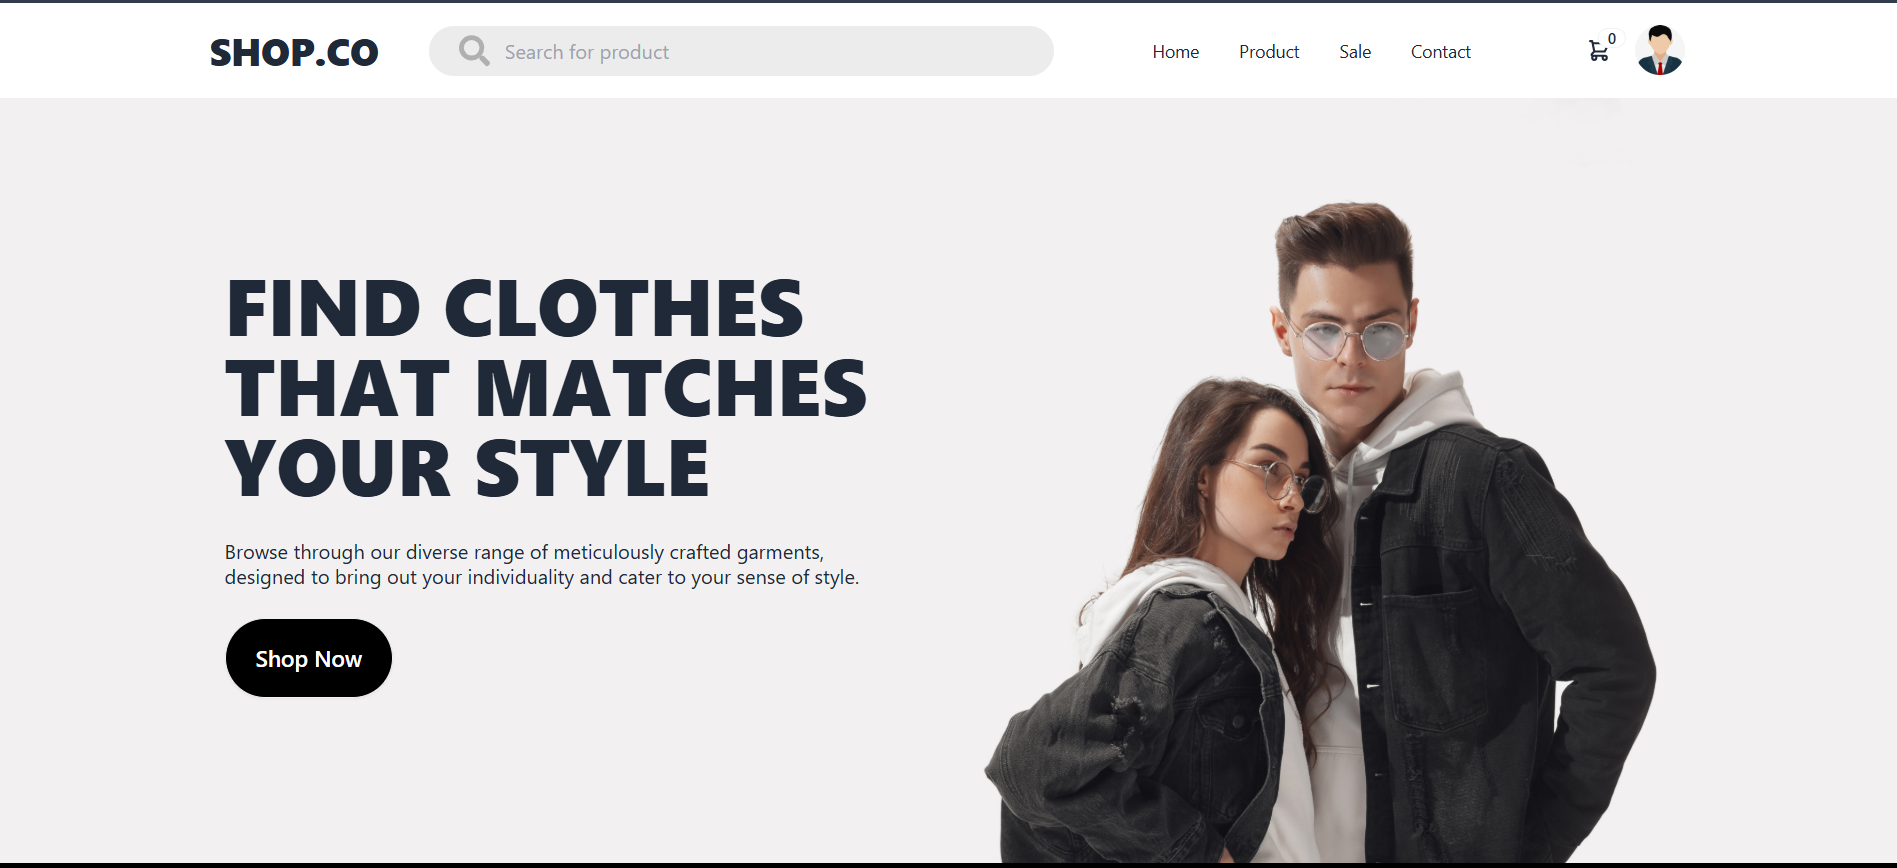 SHOP.CO
Search for product
Home
Product
Sale
Contact
0
FIND CLOTHES
THAT MATCHES
YOUR STYLE
Browse through our diverse range of meticulously crafted garments,
designed to bring out your individuality and cater to your sense of style.
Shop Now